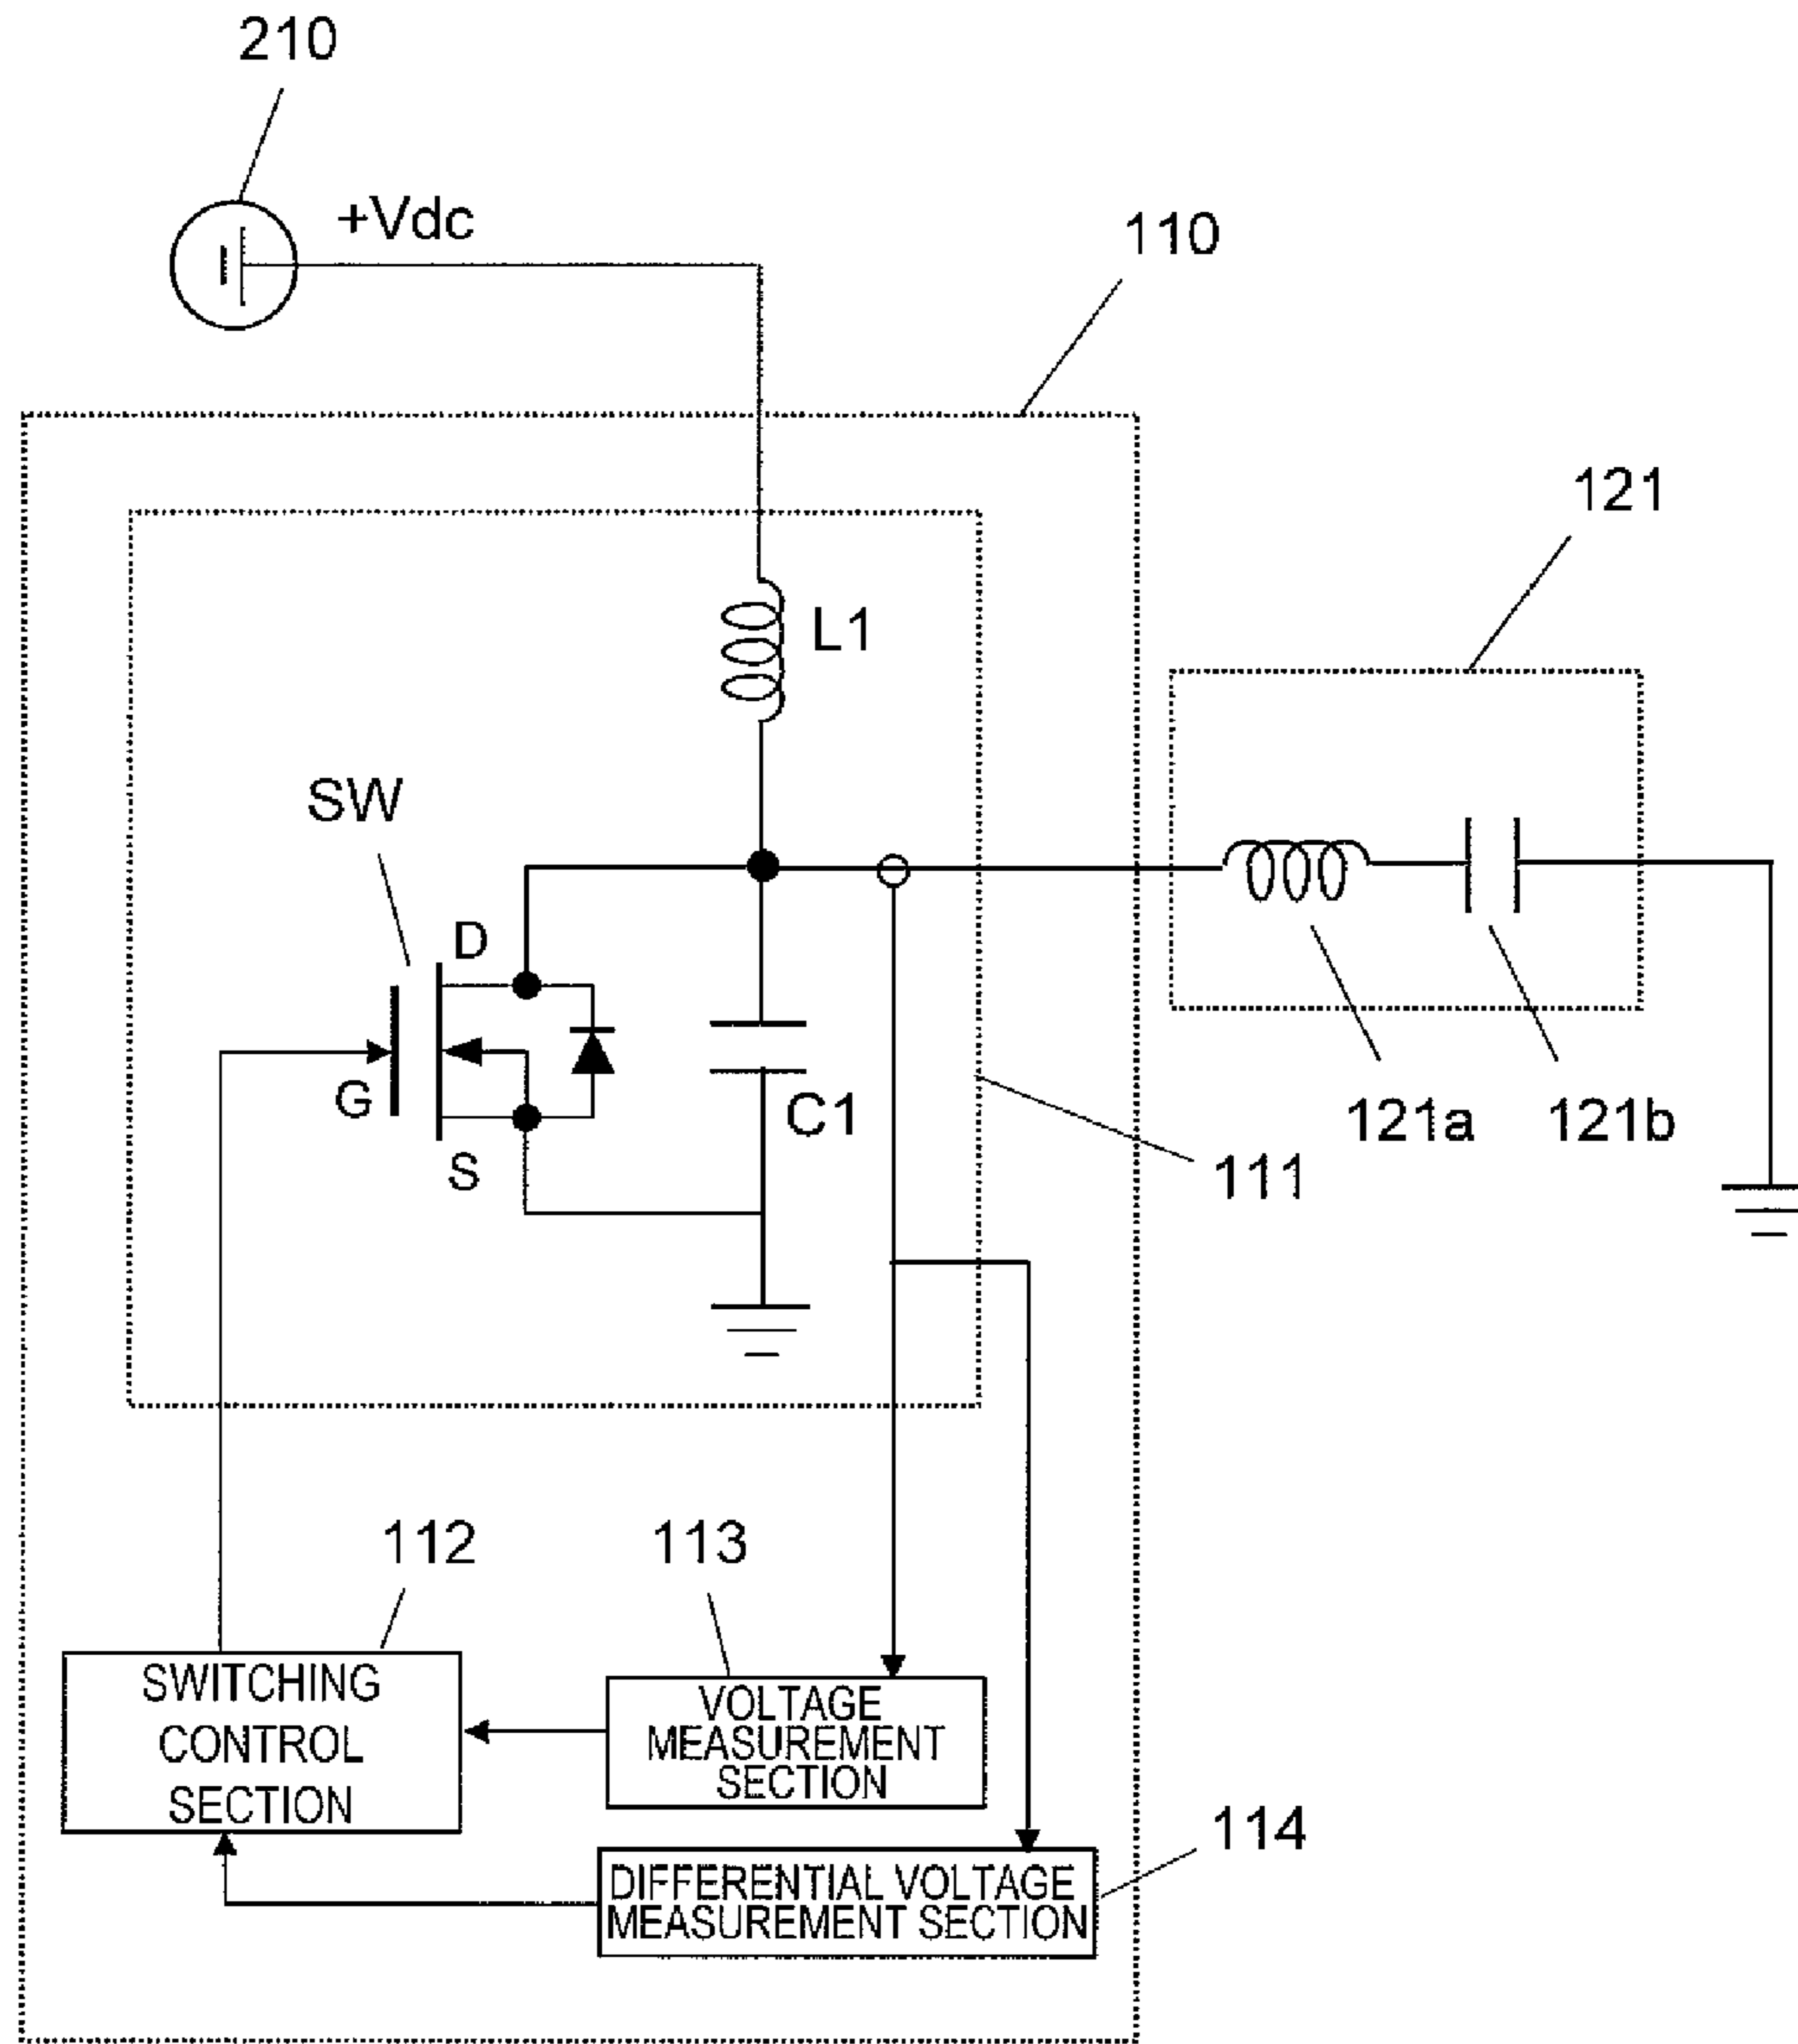 210
+Vdc
110
121
L1
SW
D
G
S
C1
121a
121b
111
112
113
SWITCHING
CONTROL
SECTION
VOLTAGE
MEASUREMENT
SECTION
114
DIFFERENTIAL VOLTAGE
MEASUREMENT SECTION